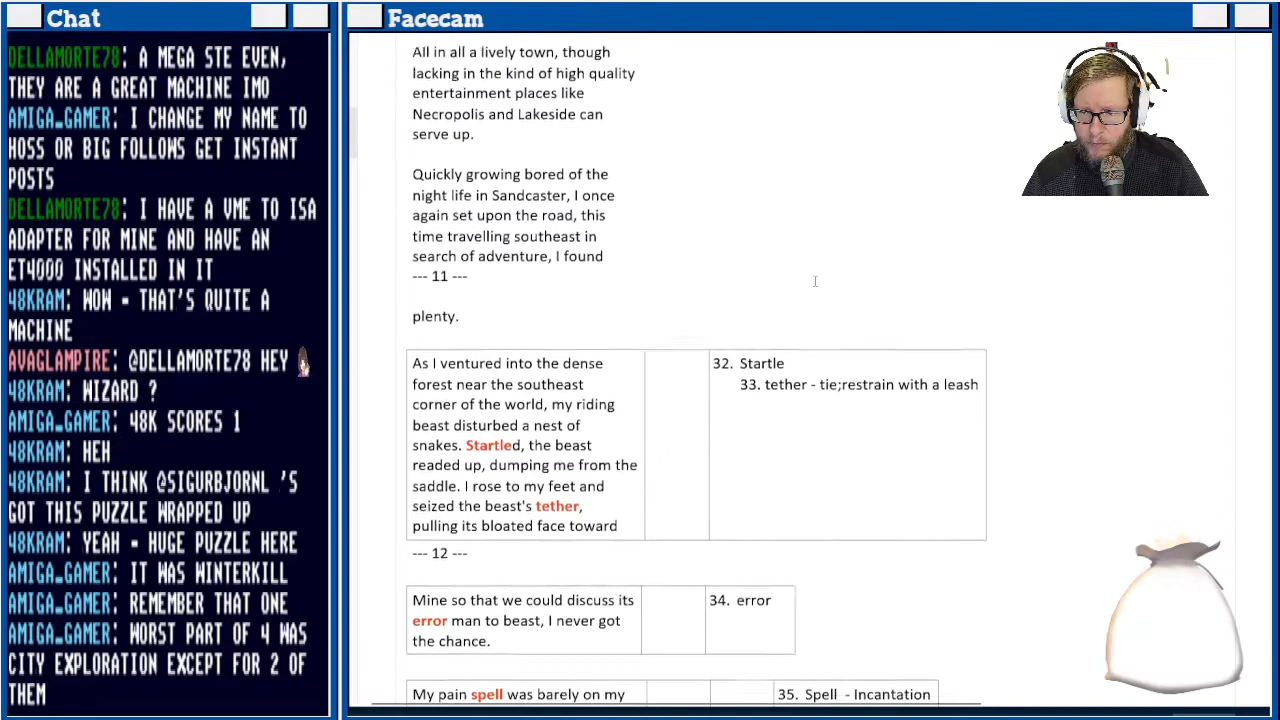 Chat
DELLAMORTE78: A MEGA STE EVEN,
THEY ARE A GREAT MACHINE IMO
AMIGA_GAMER: I CHANGE MY NAME TO
HOSS OR BIG FOLLOWS GET INSTANT
POSTS
DELLAMORTE78: I HAVE A VME TO ISA
ADAPTER FOR MINE AND HAVE AN
ET4000 INSTALLED IN IT
48KRAM: WOW - THAT'S QUITE A
MACHINE
AVAGLAMPIRE: @DELLAMORTE78 HEY
48KRAM: WIZARD ?
AMIGA_GAMER: 48K SCORES 1
48KRAM: HEH
48KRAM: I THINK @SIGURBJORNL 'S
GOT THIS PUZZLE WRAPPED UP
48KRAM: YEAH - HUGE PUZZLE HERE
AMIGA_GAMER: IT WAS WINTERKILL
AMIGA_GAMER: REMEMBER THAT ONE
AMIGA_GAMER: WORST PART OF 4 WAS
CITY EXPLORATION EXCEPT FOR 2 OF
THEM
Facecam
All in all a lively town, though
lacking in the kind of high quality
entertainment places like
Necropolis and Lakeside can
serve up.
Quickly growing bored of the
night life in Sandcaster, I once
again set upon the road, this
time travelling southeast in
search of adventure, I found
--- 11 ---
plenty.
As I ventured into the dense
forest near the southeast
corner of the world, my riding
beast disturbed a nest of
snakes. Startled, the beast
readed up, dumping me from the
saddle. I rose to my feet and
seized the beast's tether,
pulling its bloated face toward
32. Startle
33. tether - tie;restrain with a leash
--- 12 ---
Mine so that we could discuss its
error man to beast, I never got
the chance.
34. error
My pain spell was barely on my
35. Spell - Incantation